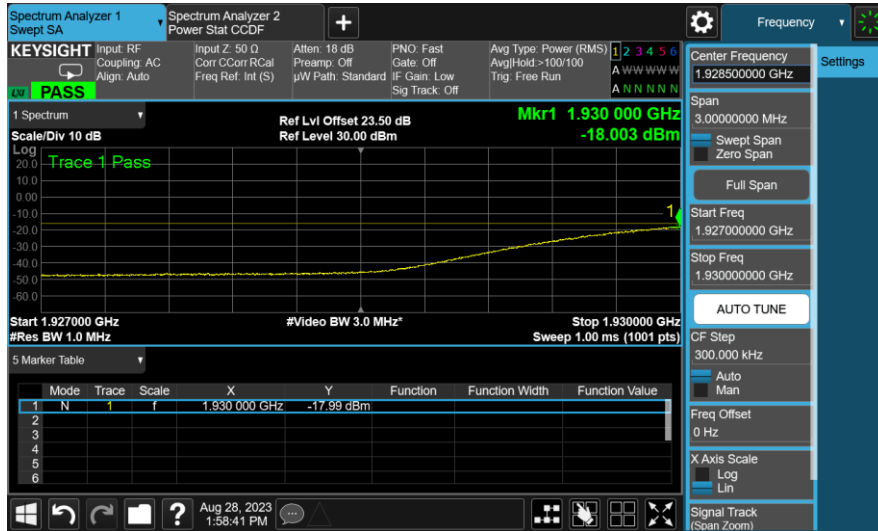 Spectrum Analyzer 1
Swept SA
Spectrum Analyzer 2
Power Stat CCDF
Frequency
KEYSIGHT
Input: RF
Coupling: AC
Align: Auto
Input Z: 50 Ω
Corr CCorr RCal
Freq Ref: Int (S)
Atten: 18 dB
Preamp: Off
µW Path: Standard
PNO: Fast
Gate: Off
IF Gain: Low
Sig Track: Off
Avg Type: Power (RMS)
Avg|Hold:>100/100
Trig: Free Run
1 2 3 4 5 6
A W W W W W
A N N N N N
LXI
PASS
1 Spectrum
Scale/Div 10 dB
Ref Lvl Offset 23.50 dB
Ref Level 30.00 dBm
Mkr1 1.930 000 GHz
-18.003 dBm
Log
Trace 1 Pass
20.0
10.0
0.00
-10.0
-20.0
-30.0
-40.0
-50.0
-60.0
1
Start 1.927000 GHz
#Res BW 1.0 MHz
#Video BW 3.0 MHz*
Stop 1.930000 GHz
Sweep 1.00 ms (1001 pts)
5 Marker Table
Mode Trace Scale X Y Function Function Width Function Value
1 N 1 f 1.930 000 GHz -17.99 dBm
2
3
4
5
6
Aug 28, 2023
1:58:41 PM
Center Frequency
1.928500000 GHz
Settings
Span
3.00000000 MHz
Swept Span
Zero Span
Full Span
Start Freq
1.927000000 GHz
Stop Freq
1.930000000 GHz
AUTO TUNE
CF Step
300.000 kHz
Auto
Man
Freq Offset
0 Hz
X Axis Scale
Log
Lin
Signal Track
(Span Zoom)